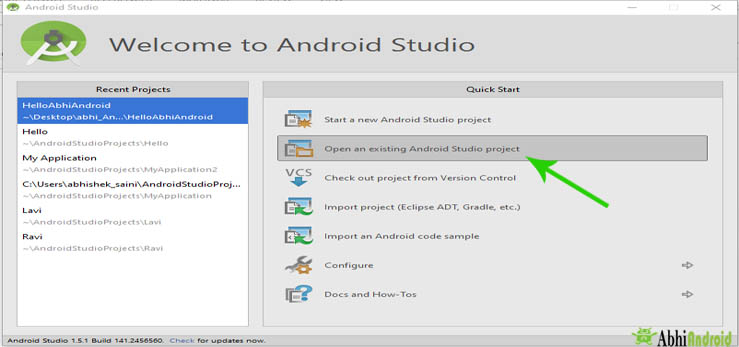 Android Studio
Welcome to Android Studio
Recent Projects
HelloAbhiAndroid
~\Desktop\abhi_An...\HelloAbhiAndroid
Hello
~\AndroidStudioProjects\Hello
My Application
~\AndroidStudioProjects\MyApplication2
C:\Users\abhishek_saini\AndroidStudioProj...
~\AndroidStudioProjects\MyApplication
Lavi
~\AndroidStudioProjects\Lavi
Ravi
~\AndroidStudioProjects\Ravi
Quick Start
Start a new Android Studio project
Open an existing Android Studio project
VCS
Check out project from Version Control
Import project (Eclipse ADT, Gradle, etc.)
Import an Android code sample
Configure
Docs and How-Tos
Android Studio 1.5.1 Build 141.2456560. Check for updates now.
AbhiAndroid